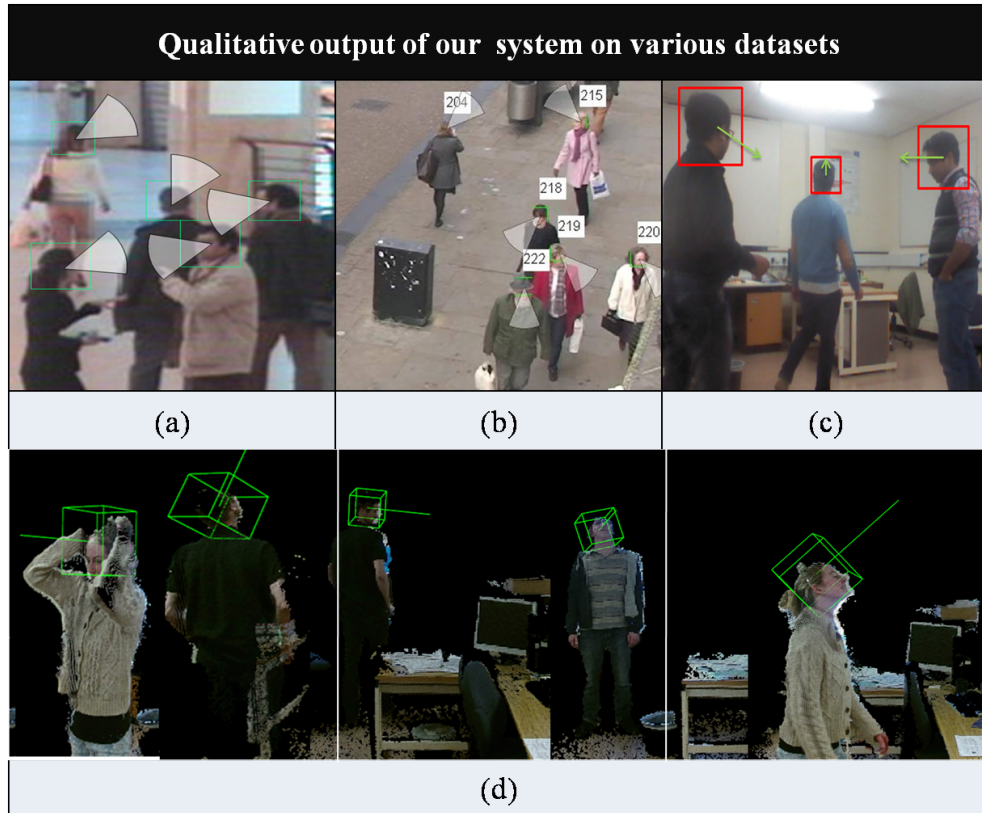 Qualitative output of our system on various datasets
204
215
218
219
220
222
(a)
(b)
(c)
(d)